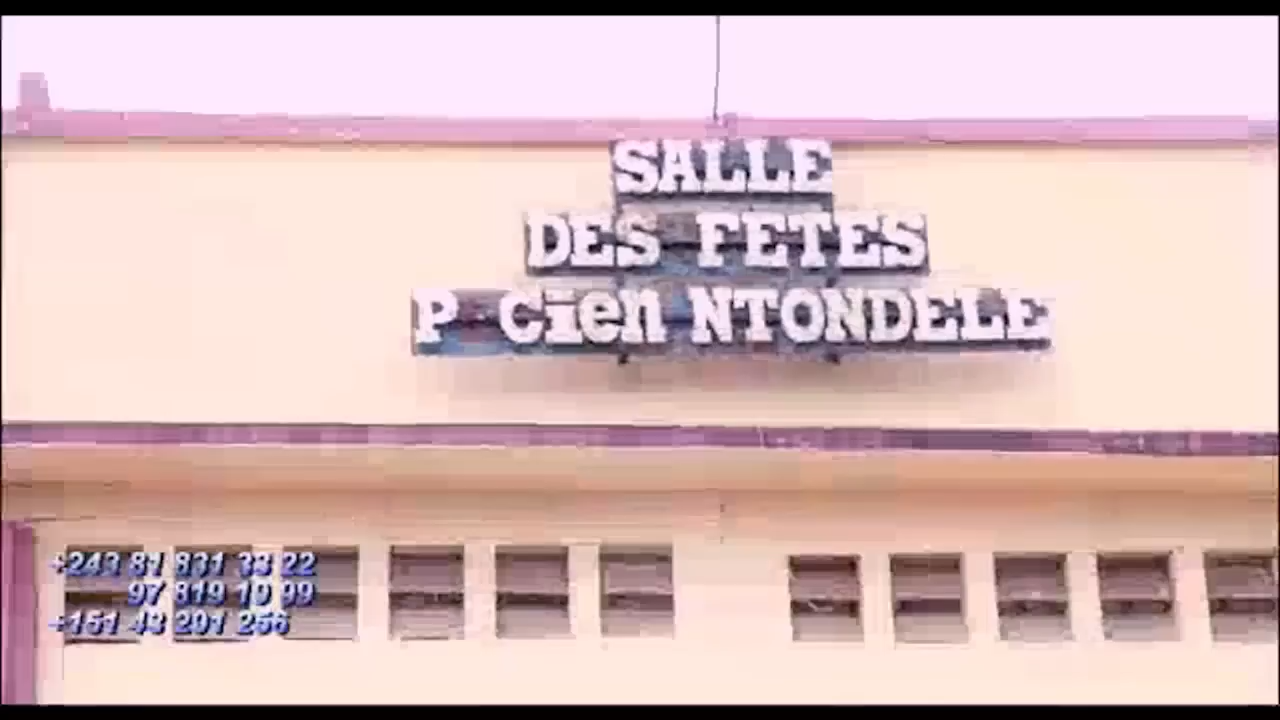 SALLE
DES FETES
P Cien NTONDELE
+243 81 831 33 22
97 819 10 99
+151 43 201 256